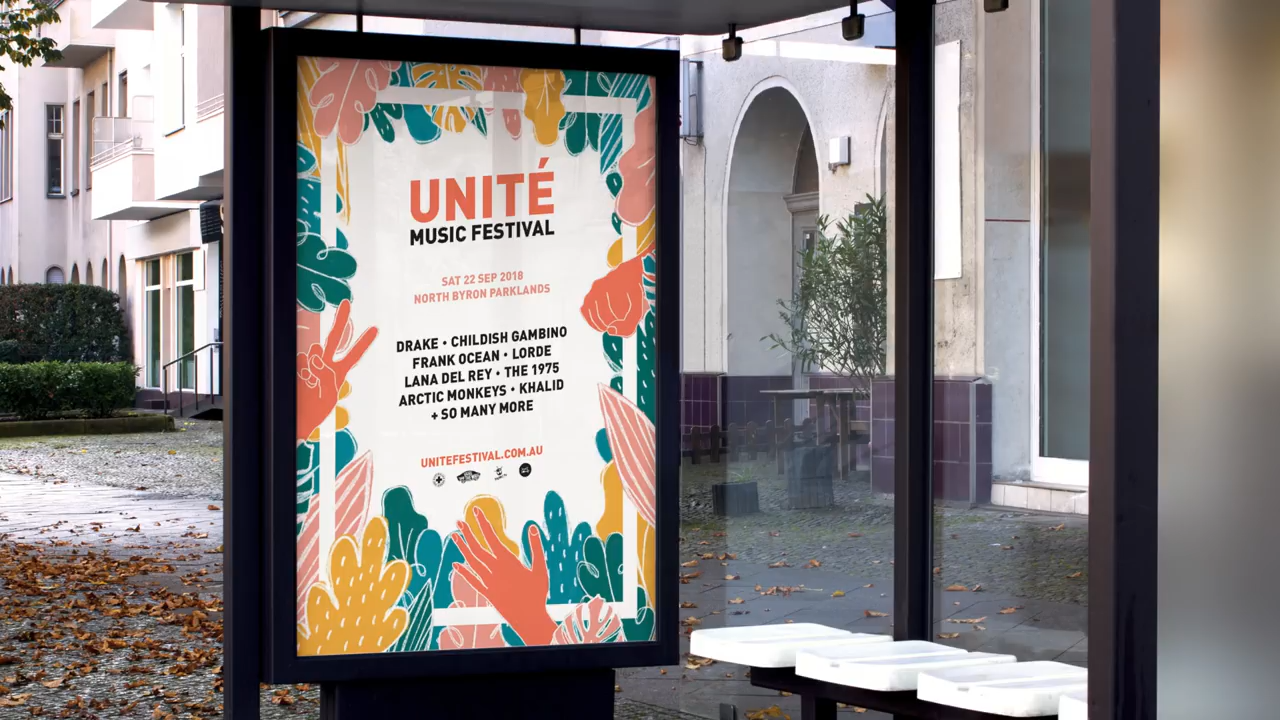 UNITÉ
MUSIC FESTIVAL
SAT 22 SEP 2018
NORTH BYRON PARKLANDS
DRAKE • CHILDISH GAMBINO
FRANK OCEAN • LORDE
LANA DEL REY • THE 1975
ARCTIC MONKEYS • KHALID
+ SO MANY MORE
UNITEFESTIVAL.COM.AU